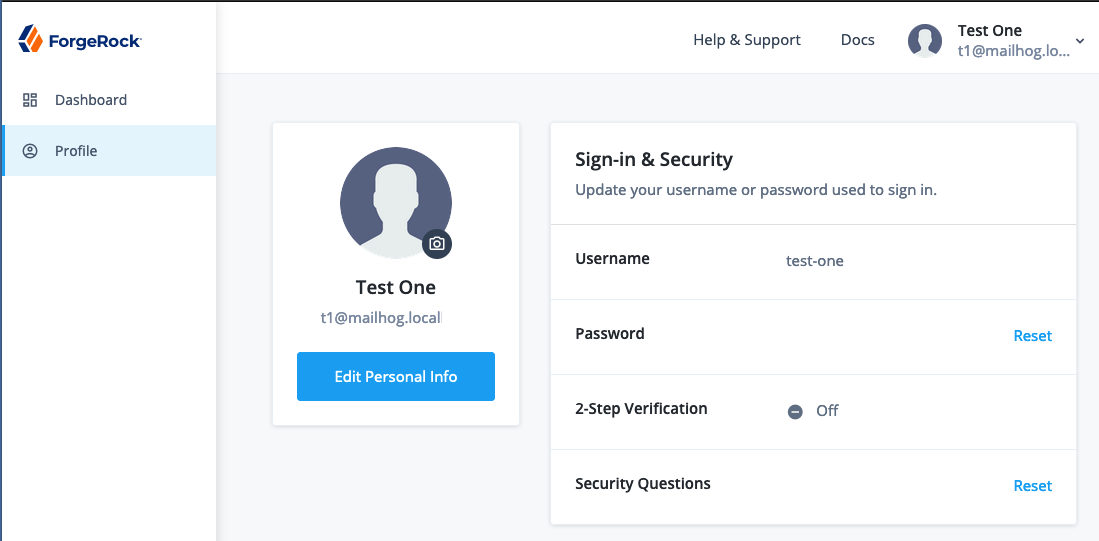 ForgeRock
Help & Support
Docs
Test One
t1@mailhog.lo...
Dashboard
Profile
Test One
t1@mailhog.local
Edit Personal Info
Sign-in & Security
Update your username or password used to sign in.
Username
test-one
Password
Reset
2-Step Verification
Off
Security Questions
Reset